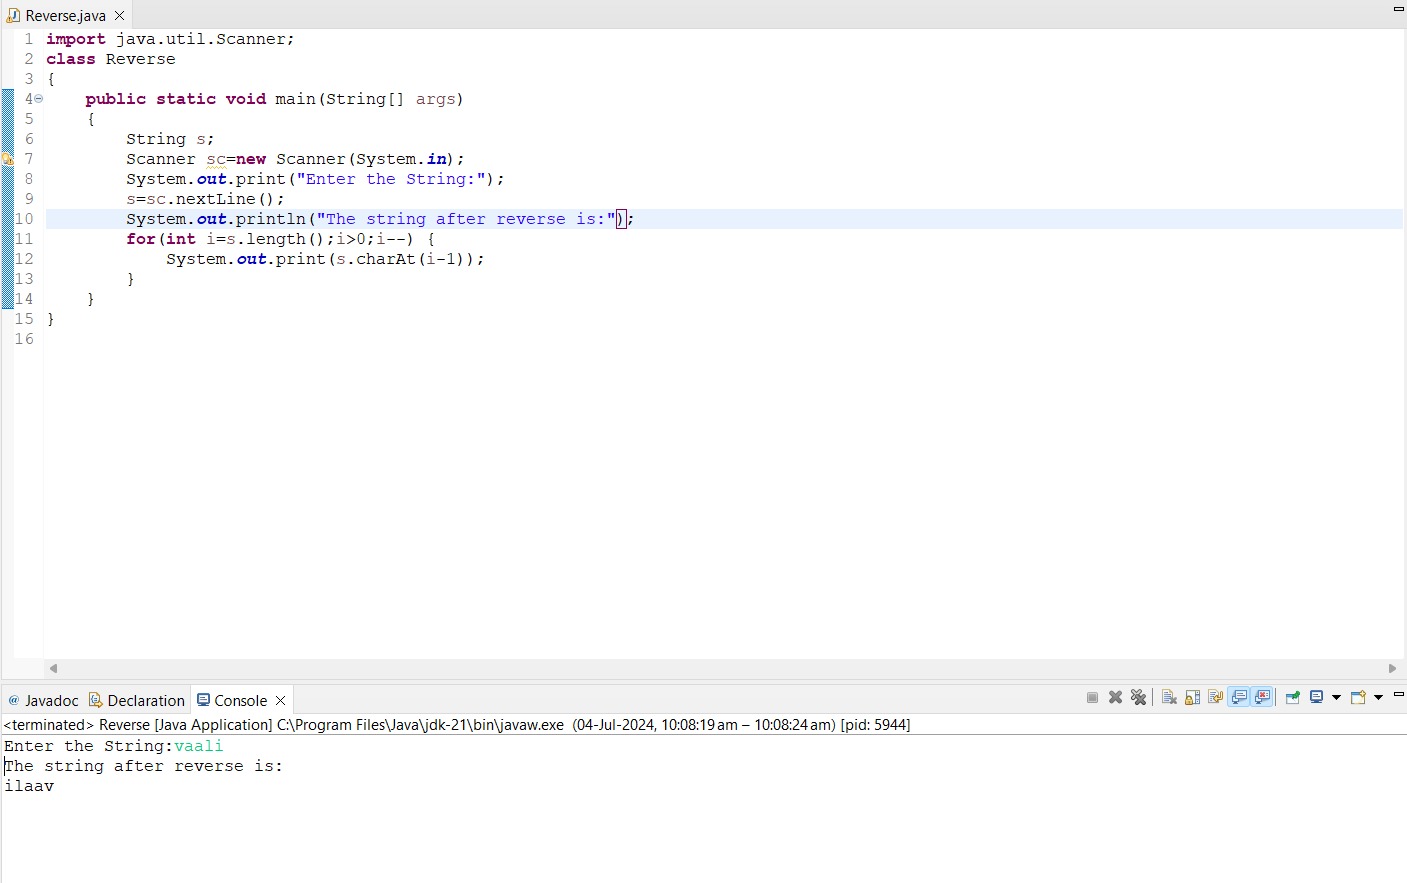 Reverse.java
1 import java.util.Scanner;
2 class Reverse
3 {
4     public static void main(String[] args)
5     {
6         String s;
7         Scanner sc=new Scanner(System.in);
8         System.out.print("Enter the String:");
9         s=sc.nextLine();
10         System.out.println("The string after reverse is:");
11         for(int i=s.length();i>0;i--) {
12             System.out.print(s.charAt(i-1));
13         }
14     }
15 }
16
@ Javadoc Declaration Console
<terminated> Reverse [Java Application] C:\Program Files\Java\jdk-21\bin\javaw.exe (04-Jul-2024, 10:08:19 am – 10:08:24 am) [pid: 5944]
Enter the String:vaali
The string after reverse is:
ilaav